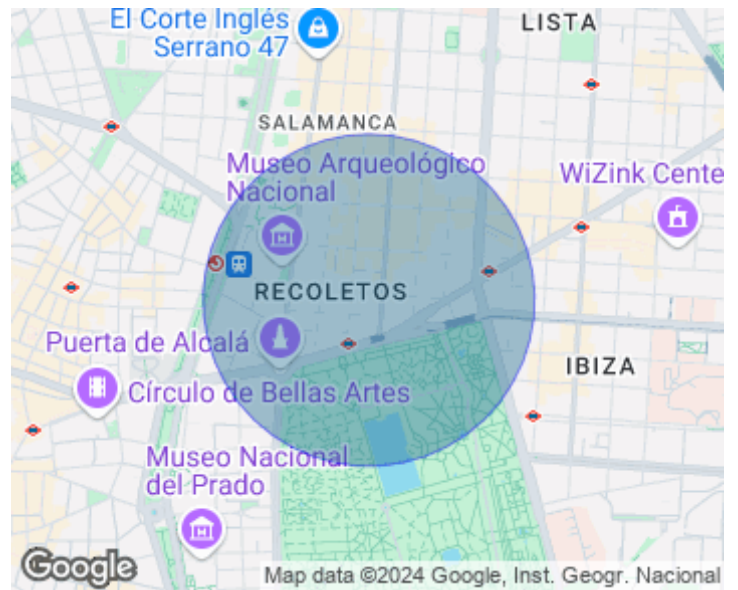 El Corte Inglés
Serrano 47
LISTA
SALAMANCA
Museo Arqueológico
Nacional
WiZink Cente
RECOLETOS
Puerta de Alcalá
IBIZA
Círculo de Bellas Artes
Museo Nacional
del Prado
Google
Map data ©2024 Google, Inst. Geogr. Nacional